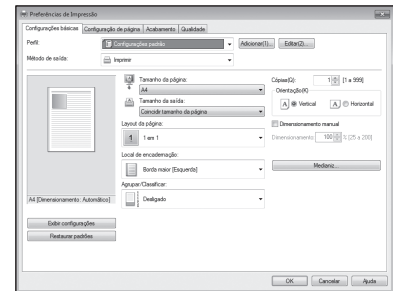 Preferências de Impressão
Configurações básicas Configuração de página Acabamento Qualidade
Perfil: Configurações padrão Adicionar(1)... Editar(2)...
Método de saída: Imprimir
Tamanho da página:
A4
Tamanho da saída:
Coincidir tamanho da página
Layout da página:
1 1 em 1
Local de encadernação:
Borda maior [Esquerda]
Agrupar/Classificar:
Desligado
Cópias(Q): 1 [1 a 999]
Orientação(K)
A Vertical A Horizontal
Dimensionamento manual
Dimensionamento: 100 % [25 a 200]
Medianiz...
A4 [Dimensionamento: Automático]
Exibir configurações
Restaurar padrões
OK Cancelar Ajuda